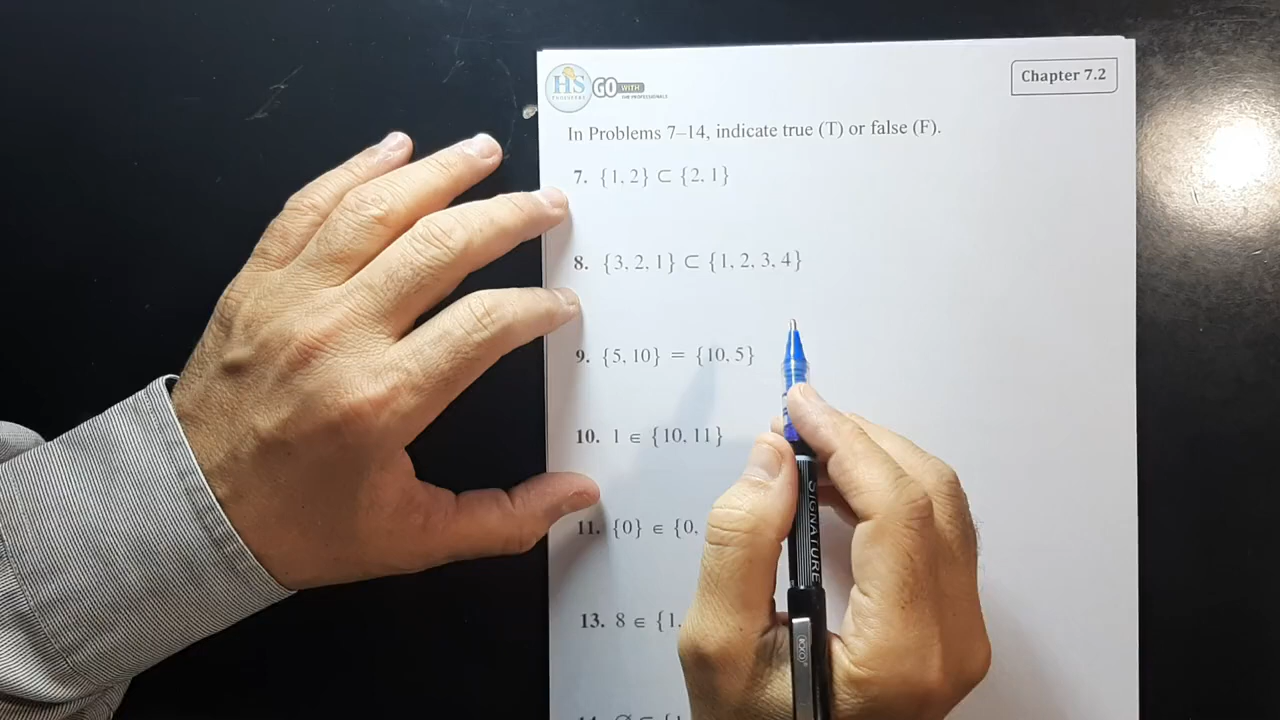 HS
GO WITH
THE PROFESSIONALS
Chapter 7.2
In Problems 7–14, indicate true (T) or false (F).
7. {1, 2} ⊂ {2, 1}
8. {3, 2, 1} ⊂ {1, 2, 3, 4}
9. {5, 10} = {10, 5}
10. 1 ∈ {10, 11}
11. {0} ∈ {0,
13. 8 ∈ {1,
SIGNATURE